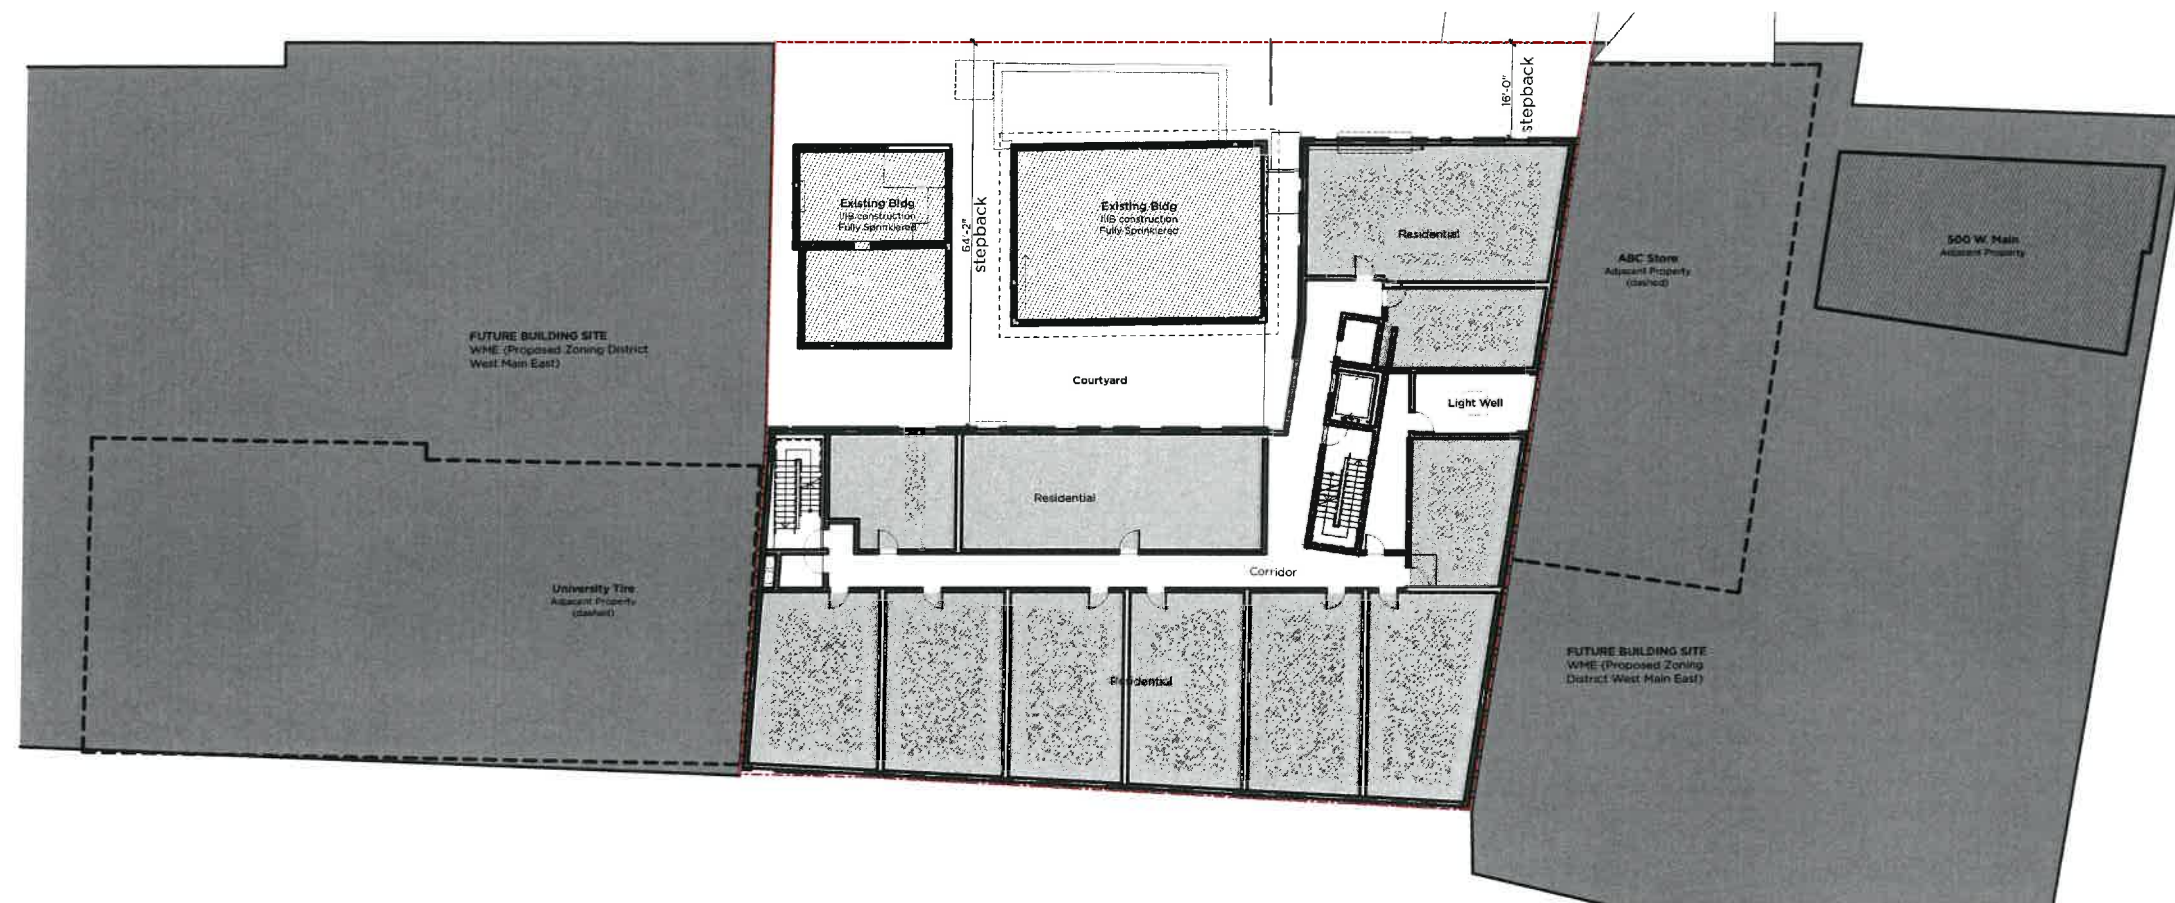 16'-0"
stepback
Existing Bldg
IIIB construction
Fully Sprinklered
64'-2"
stepback
Existing Bldg
IIIB construction
Fully Sprinklered
Residential
ABC Store
Adjacent Property
(dashed)
500 W. Main
Adjacent Property
FUTURE BUILDING SITE
WME (Proposed Zoning District
West Main East)
Courtyard
Light Well
Residential
Corridor
University Tire
Adjacent Property
(dashed)
Residential
FUTURE BUILDING SITE
WME (Proposed Zoning
District West Main East)